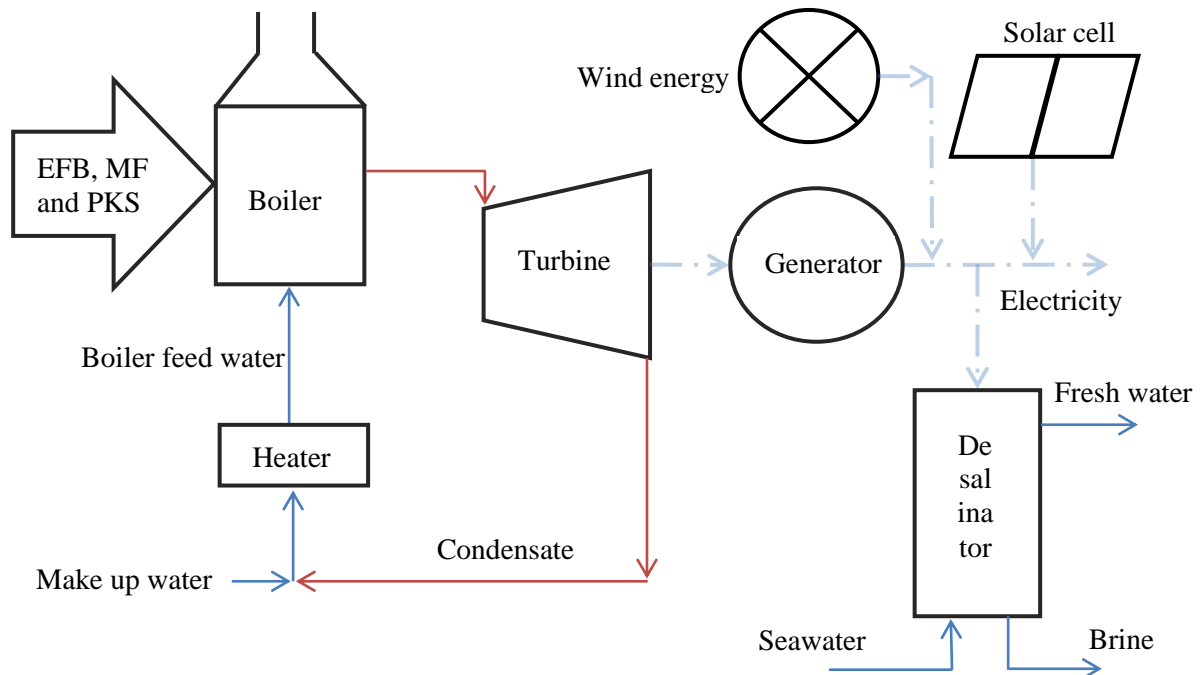 Solar cell
Wind energy
EFB, MF
and PKS
Boiler
Turbine
Generator
Electricity
Boiler feed water
Fresh water
Heater
De
sal
ina
tor
Condensate
Make up water
Seawater
Brine